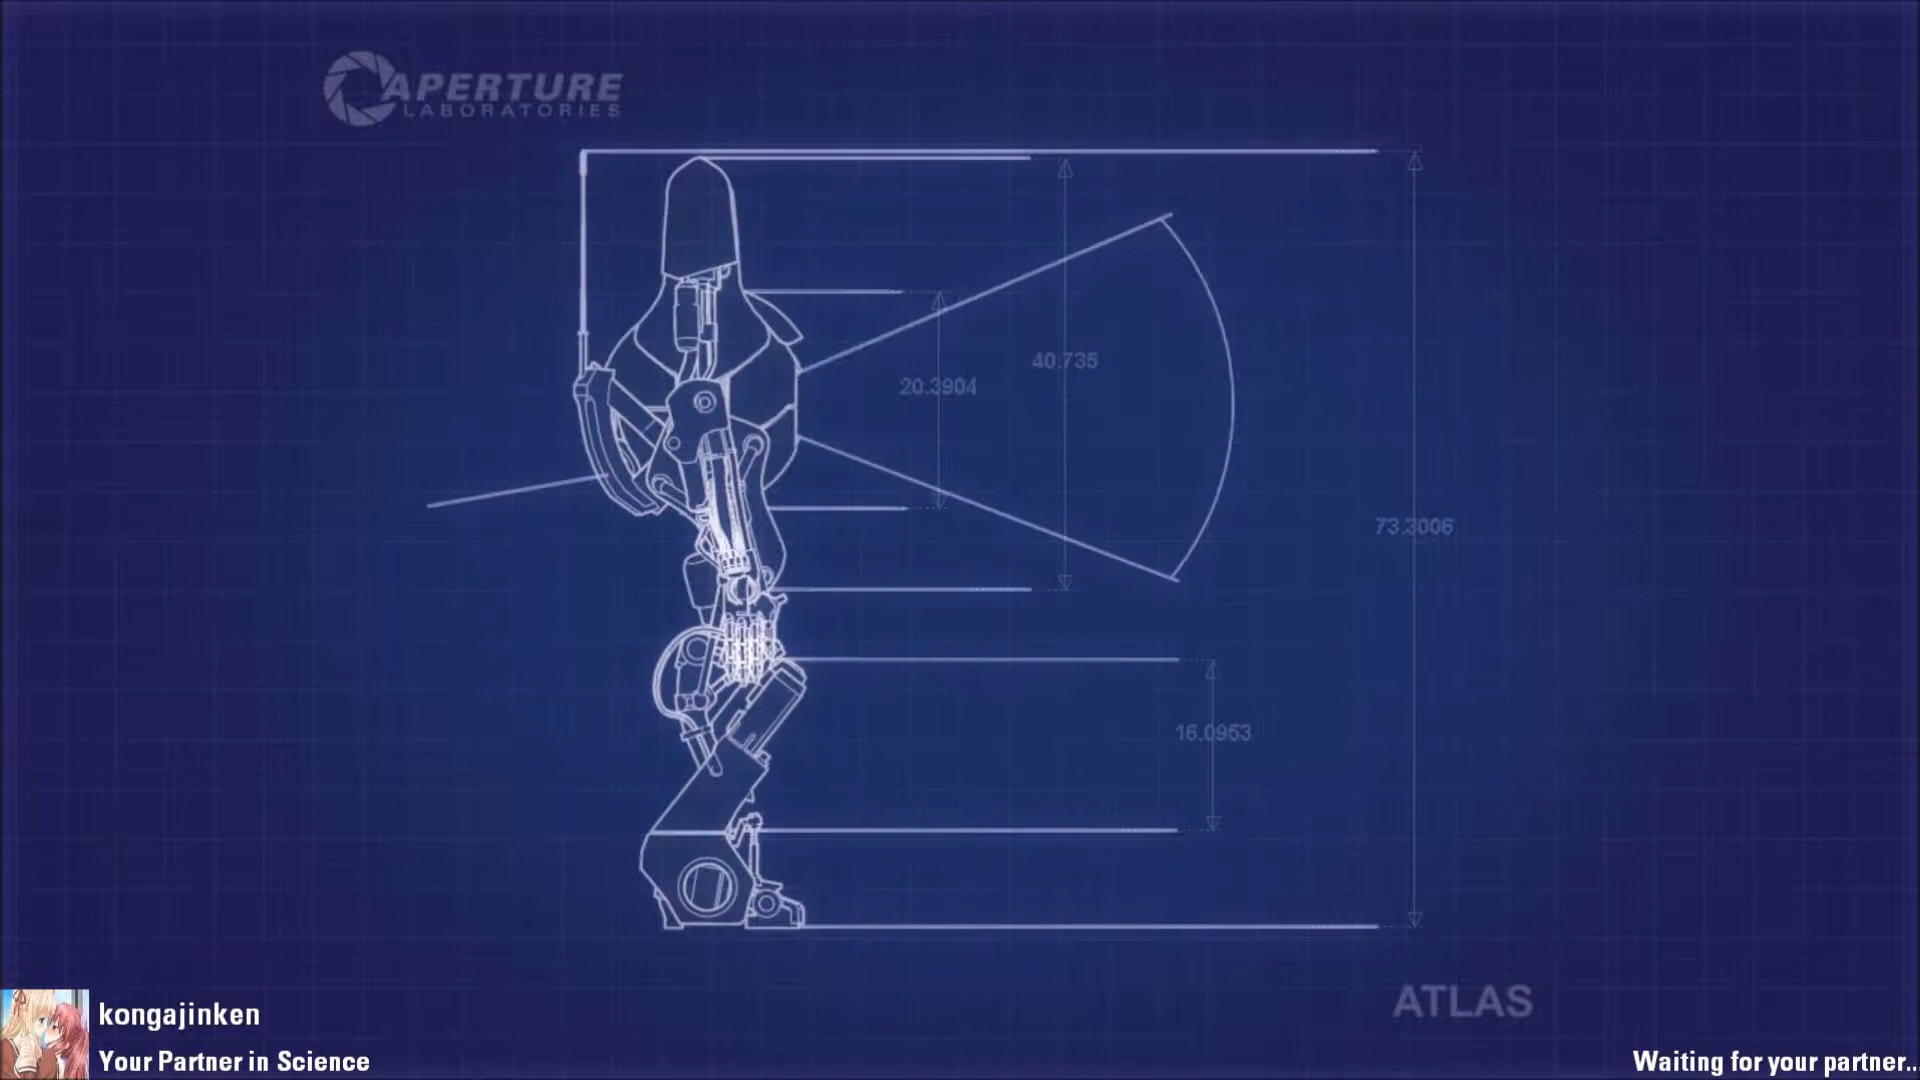 APERTURE
LABORATORIES
40.735
20.3904
73.3006
16.0953
ATLAS
kongajinken
Your Partner in Science
Waiting for your partner...